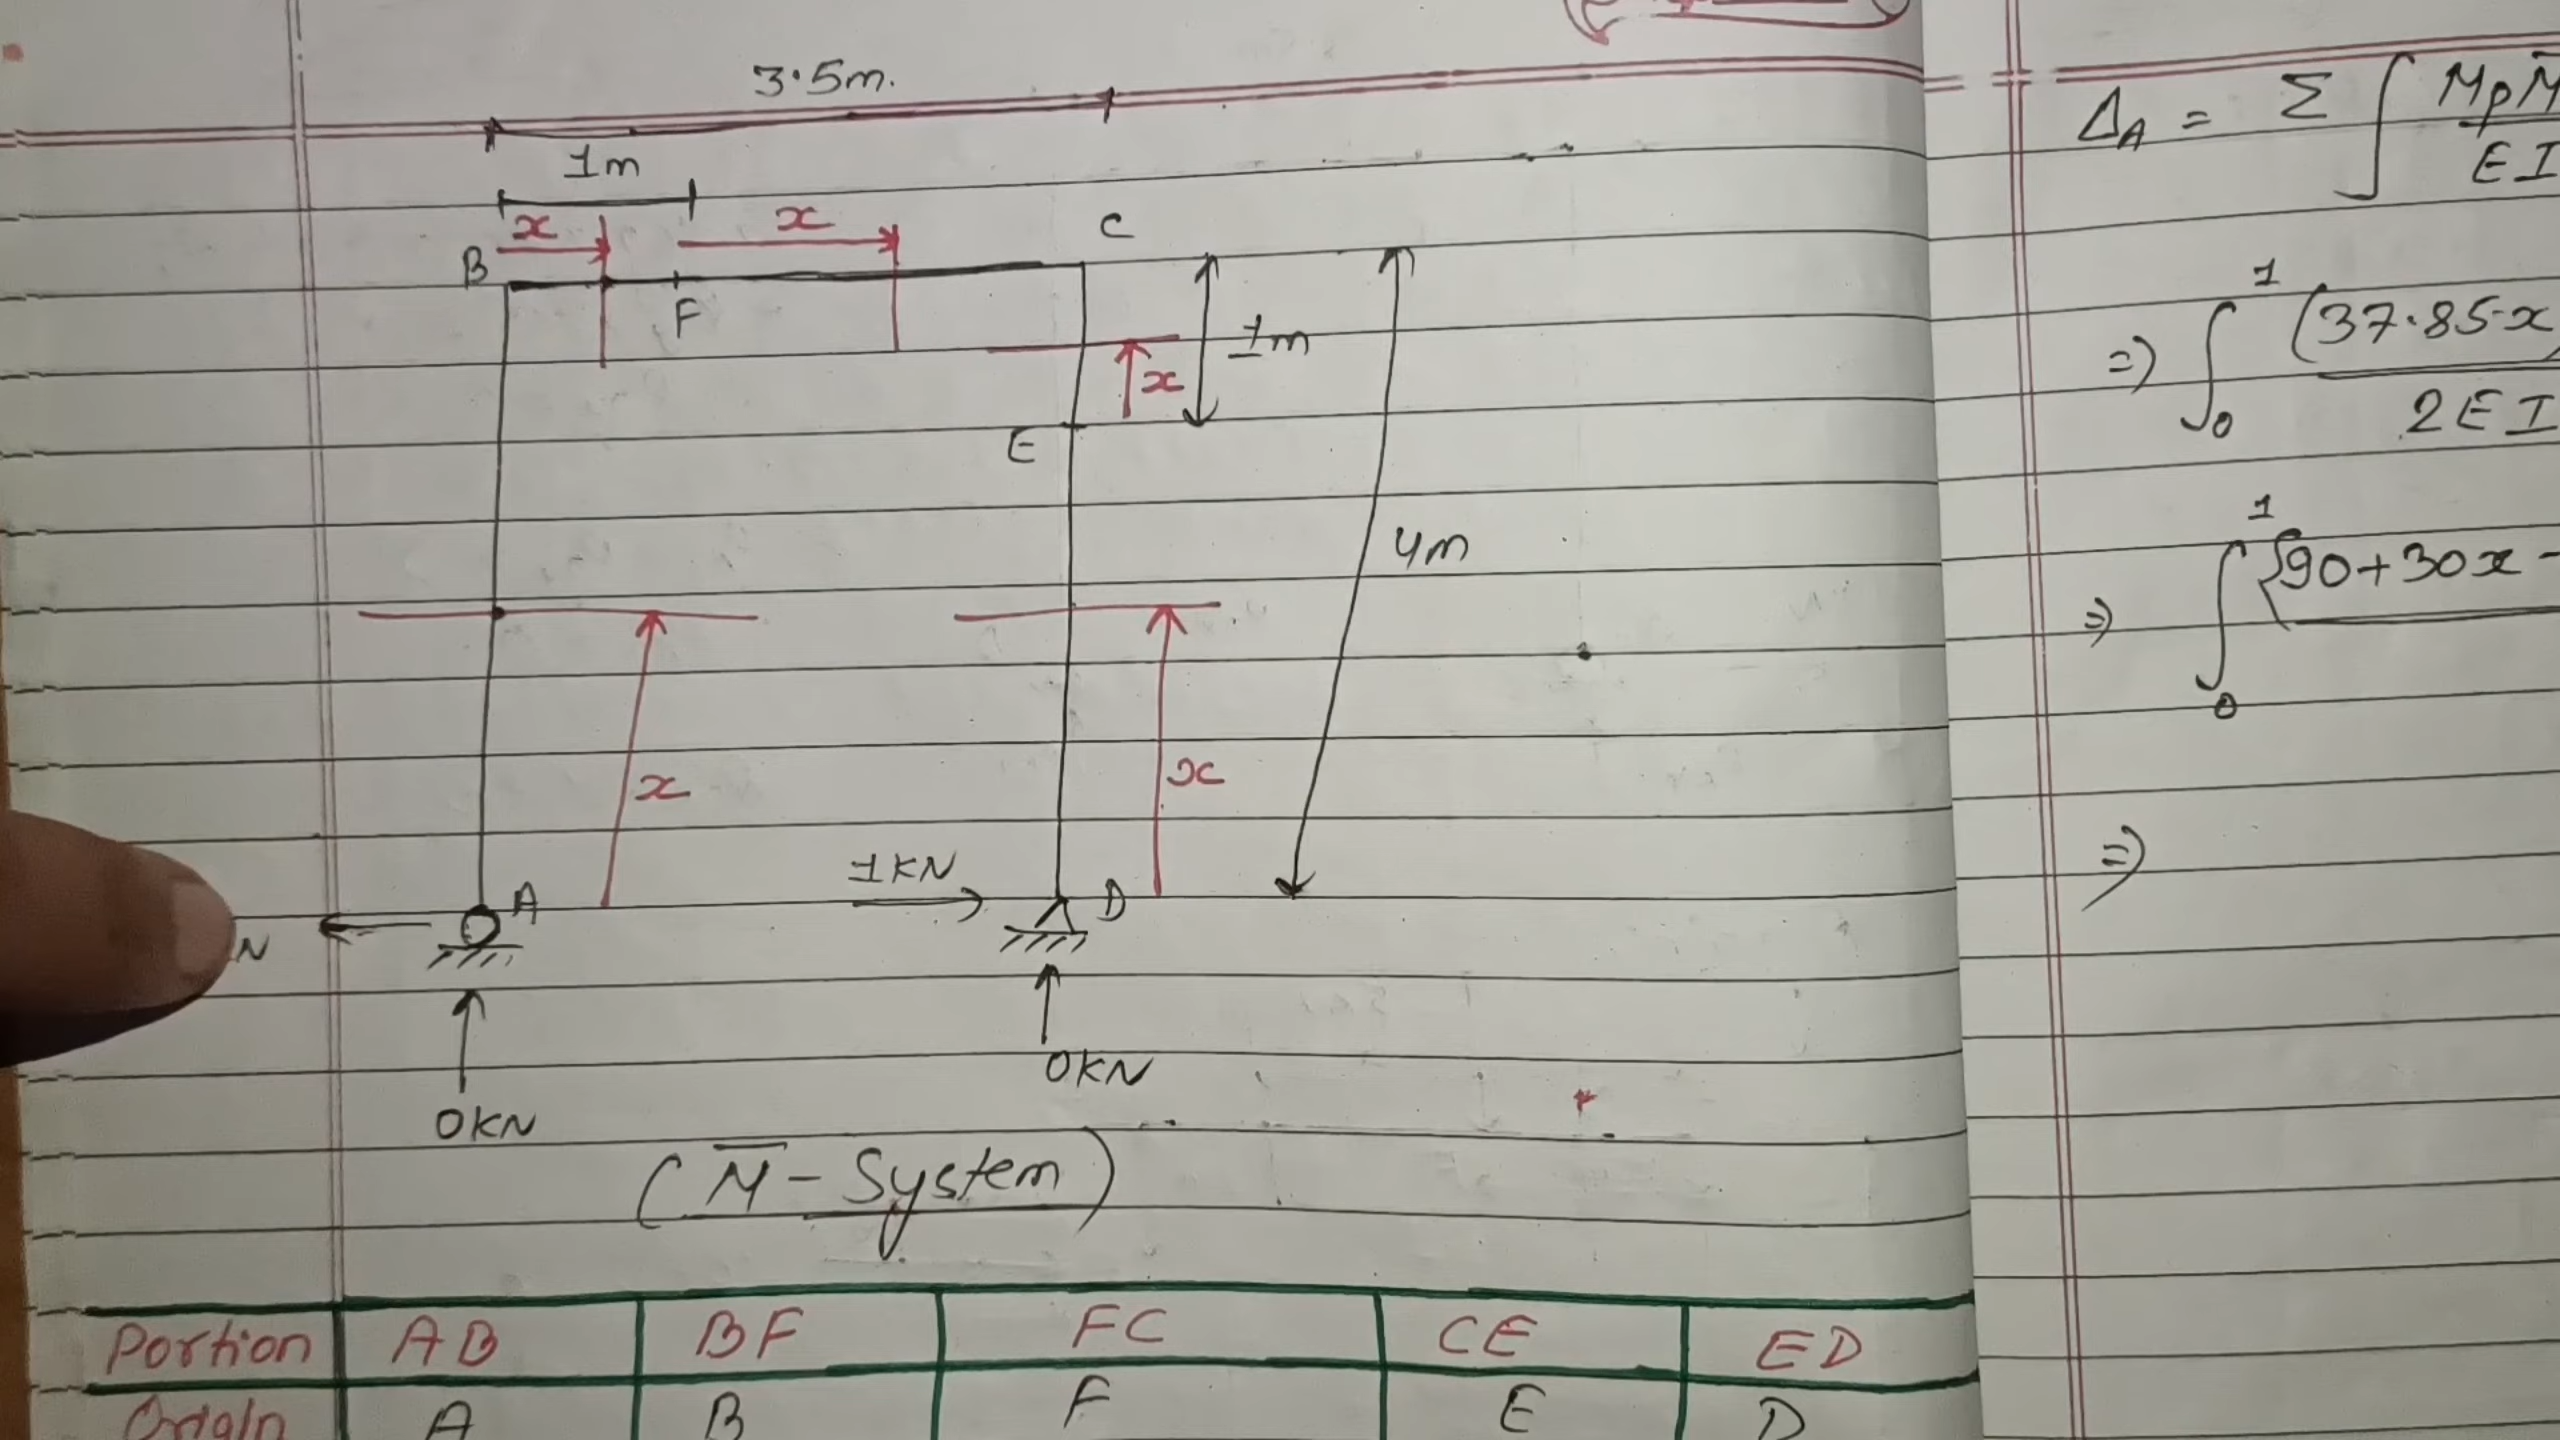 3.5m.
1m
x x
B F C
1m
x
E
4m
x x
1KN
A D
N
0KN
0KN
(M̅ - System)
Portion AB BF FC CE ED
Origin A B F E D
Δ_A = Σ ∫ MpM̅
EI
=) ∫₀¹ (37.85x
2EI
=) ∫₀¹ {90+30x -
=)